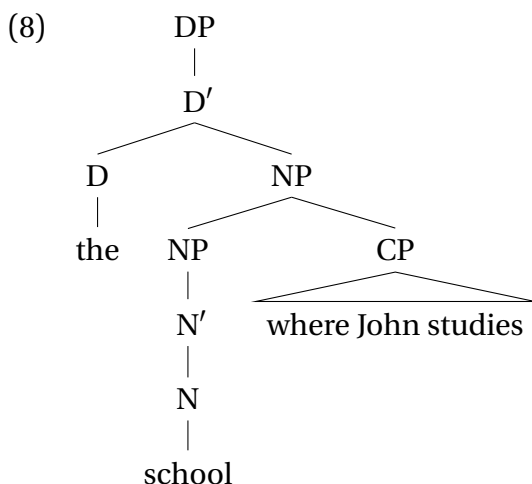 (8) DP
D′
D NP
the NP CP
N′ where John studies
N
school